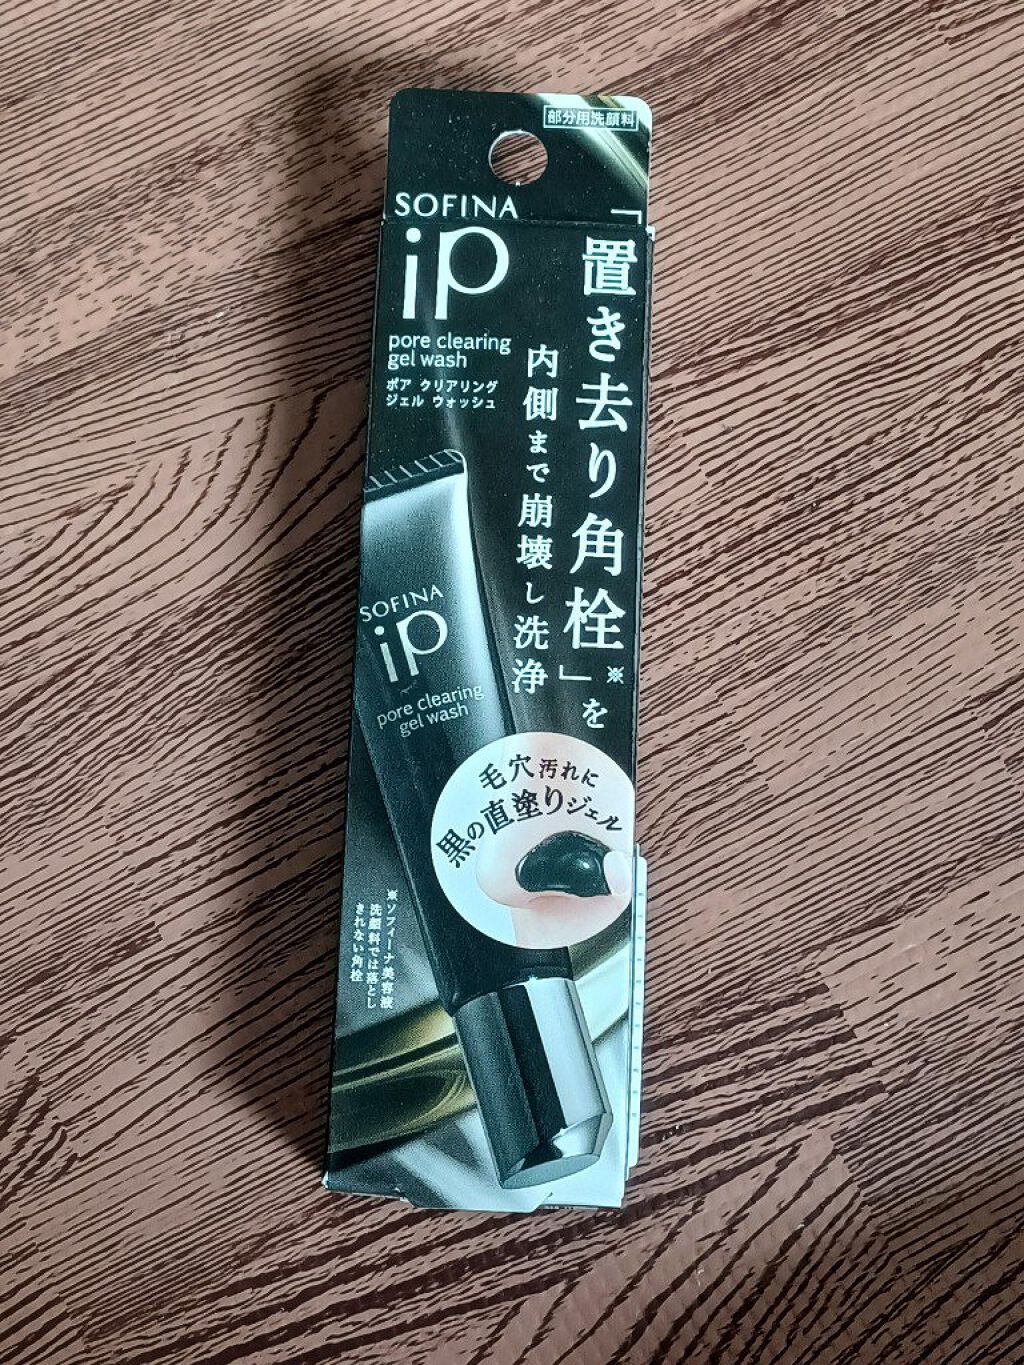 部分用洗顔料
SOFINA
iP
pore clearing
gel wash
ポア クリアリング
ジェル ウォッシュ
「置き去り角栓※」を
内側まで崩壊し洗浄
SOFINA
iP
pore clearing
gel wash
毛穴汚れに
黒の直塗りジェル
※ソフィーナ美容液
洗顔料では落とし
きれない角栓